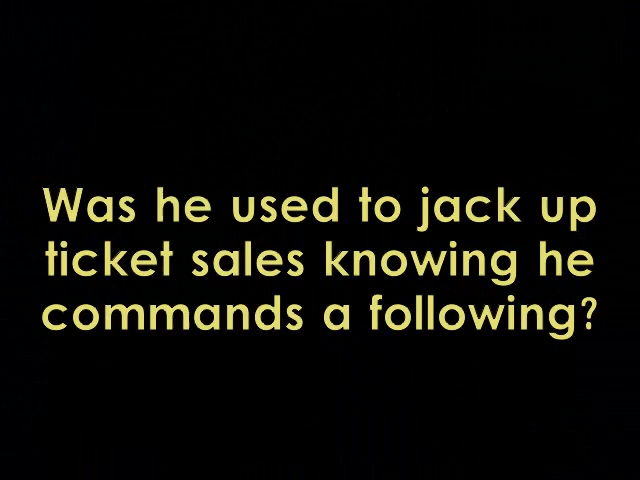 Was he used to jack up
ticket sales knowing he
commands a following?